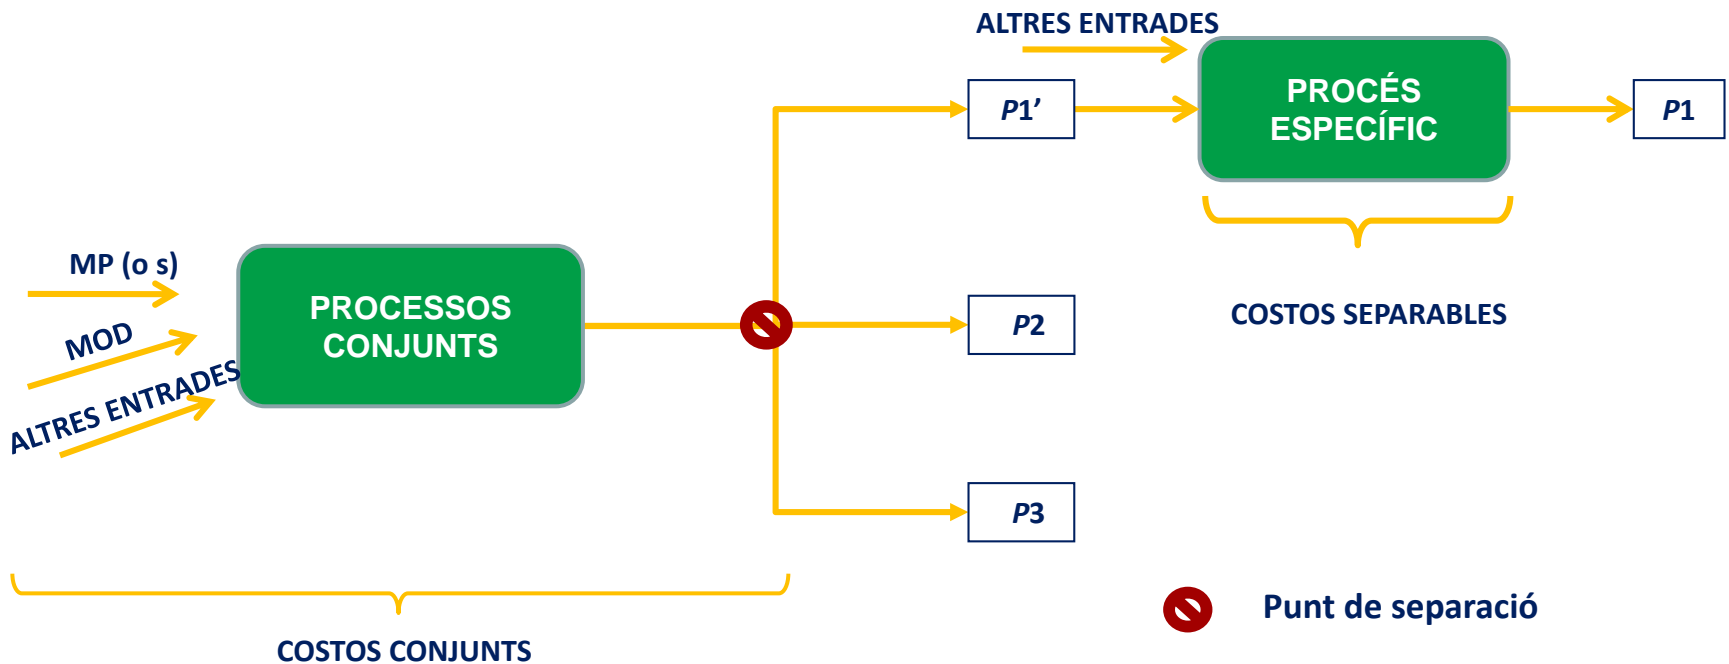 ALTRES ENTRADES
P1’
PROCÉS
ESPECÍFIC
P1
MP (o s)
MOD
ALTRES ENTRADES
PROCESSOS
CONJUNTS
P2
COSTOS SEPARABLES
P3
Punt de separació
COSTOS CONJUNTS